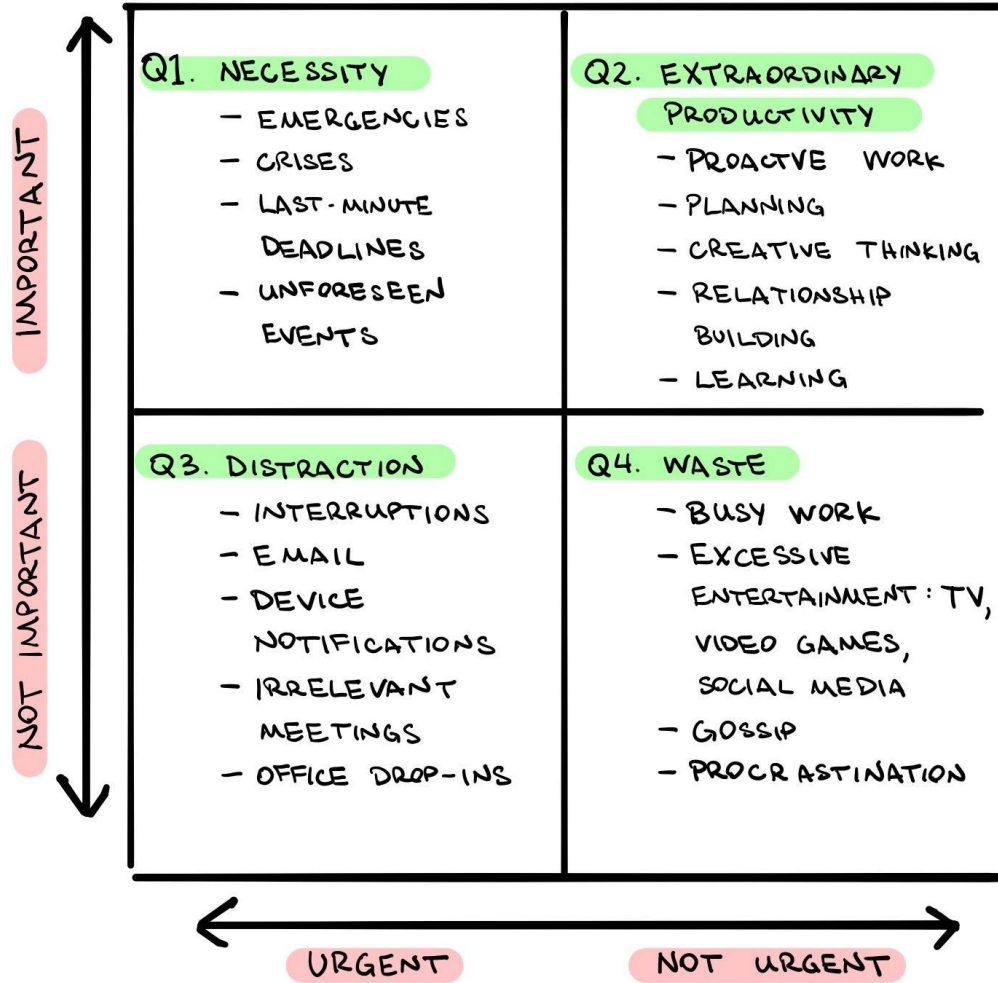 Q1. NECESSITY
- EMERGENCIES
- CRISES
- LAST-MINUTE
DEADLINES
- UNFORESEEN
EVENTS
Q2. EXTRAORDINARY
PRODUCTIVITY
- PROACTVE WORK
- PLANNING
- CREATIVE THINKING
- RELATIONSHIP
BUILDING
- LEARNING
IMPORTANT
Q3. DISTRACTION
- INTERRUPTIONS
- EMAIL
- DEVICE
NOTIFICATIONS
- IRRELEVANT
MEETINGS
- OFFICE DROP-INS
Q4. WASTE
- BUSY WORK
- EXCESSIVE
ENTERTAINMENT: TV,
VIDEO GAMES,
SOCIAL MEDIA
- GOSSIP
- PROCRASTINATION
NOT IMPORTANT
URGENT
NOT URGENT